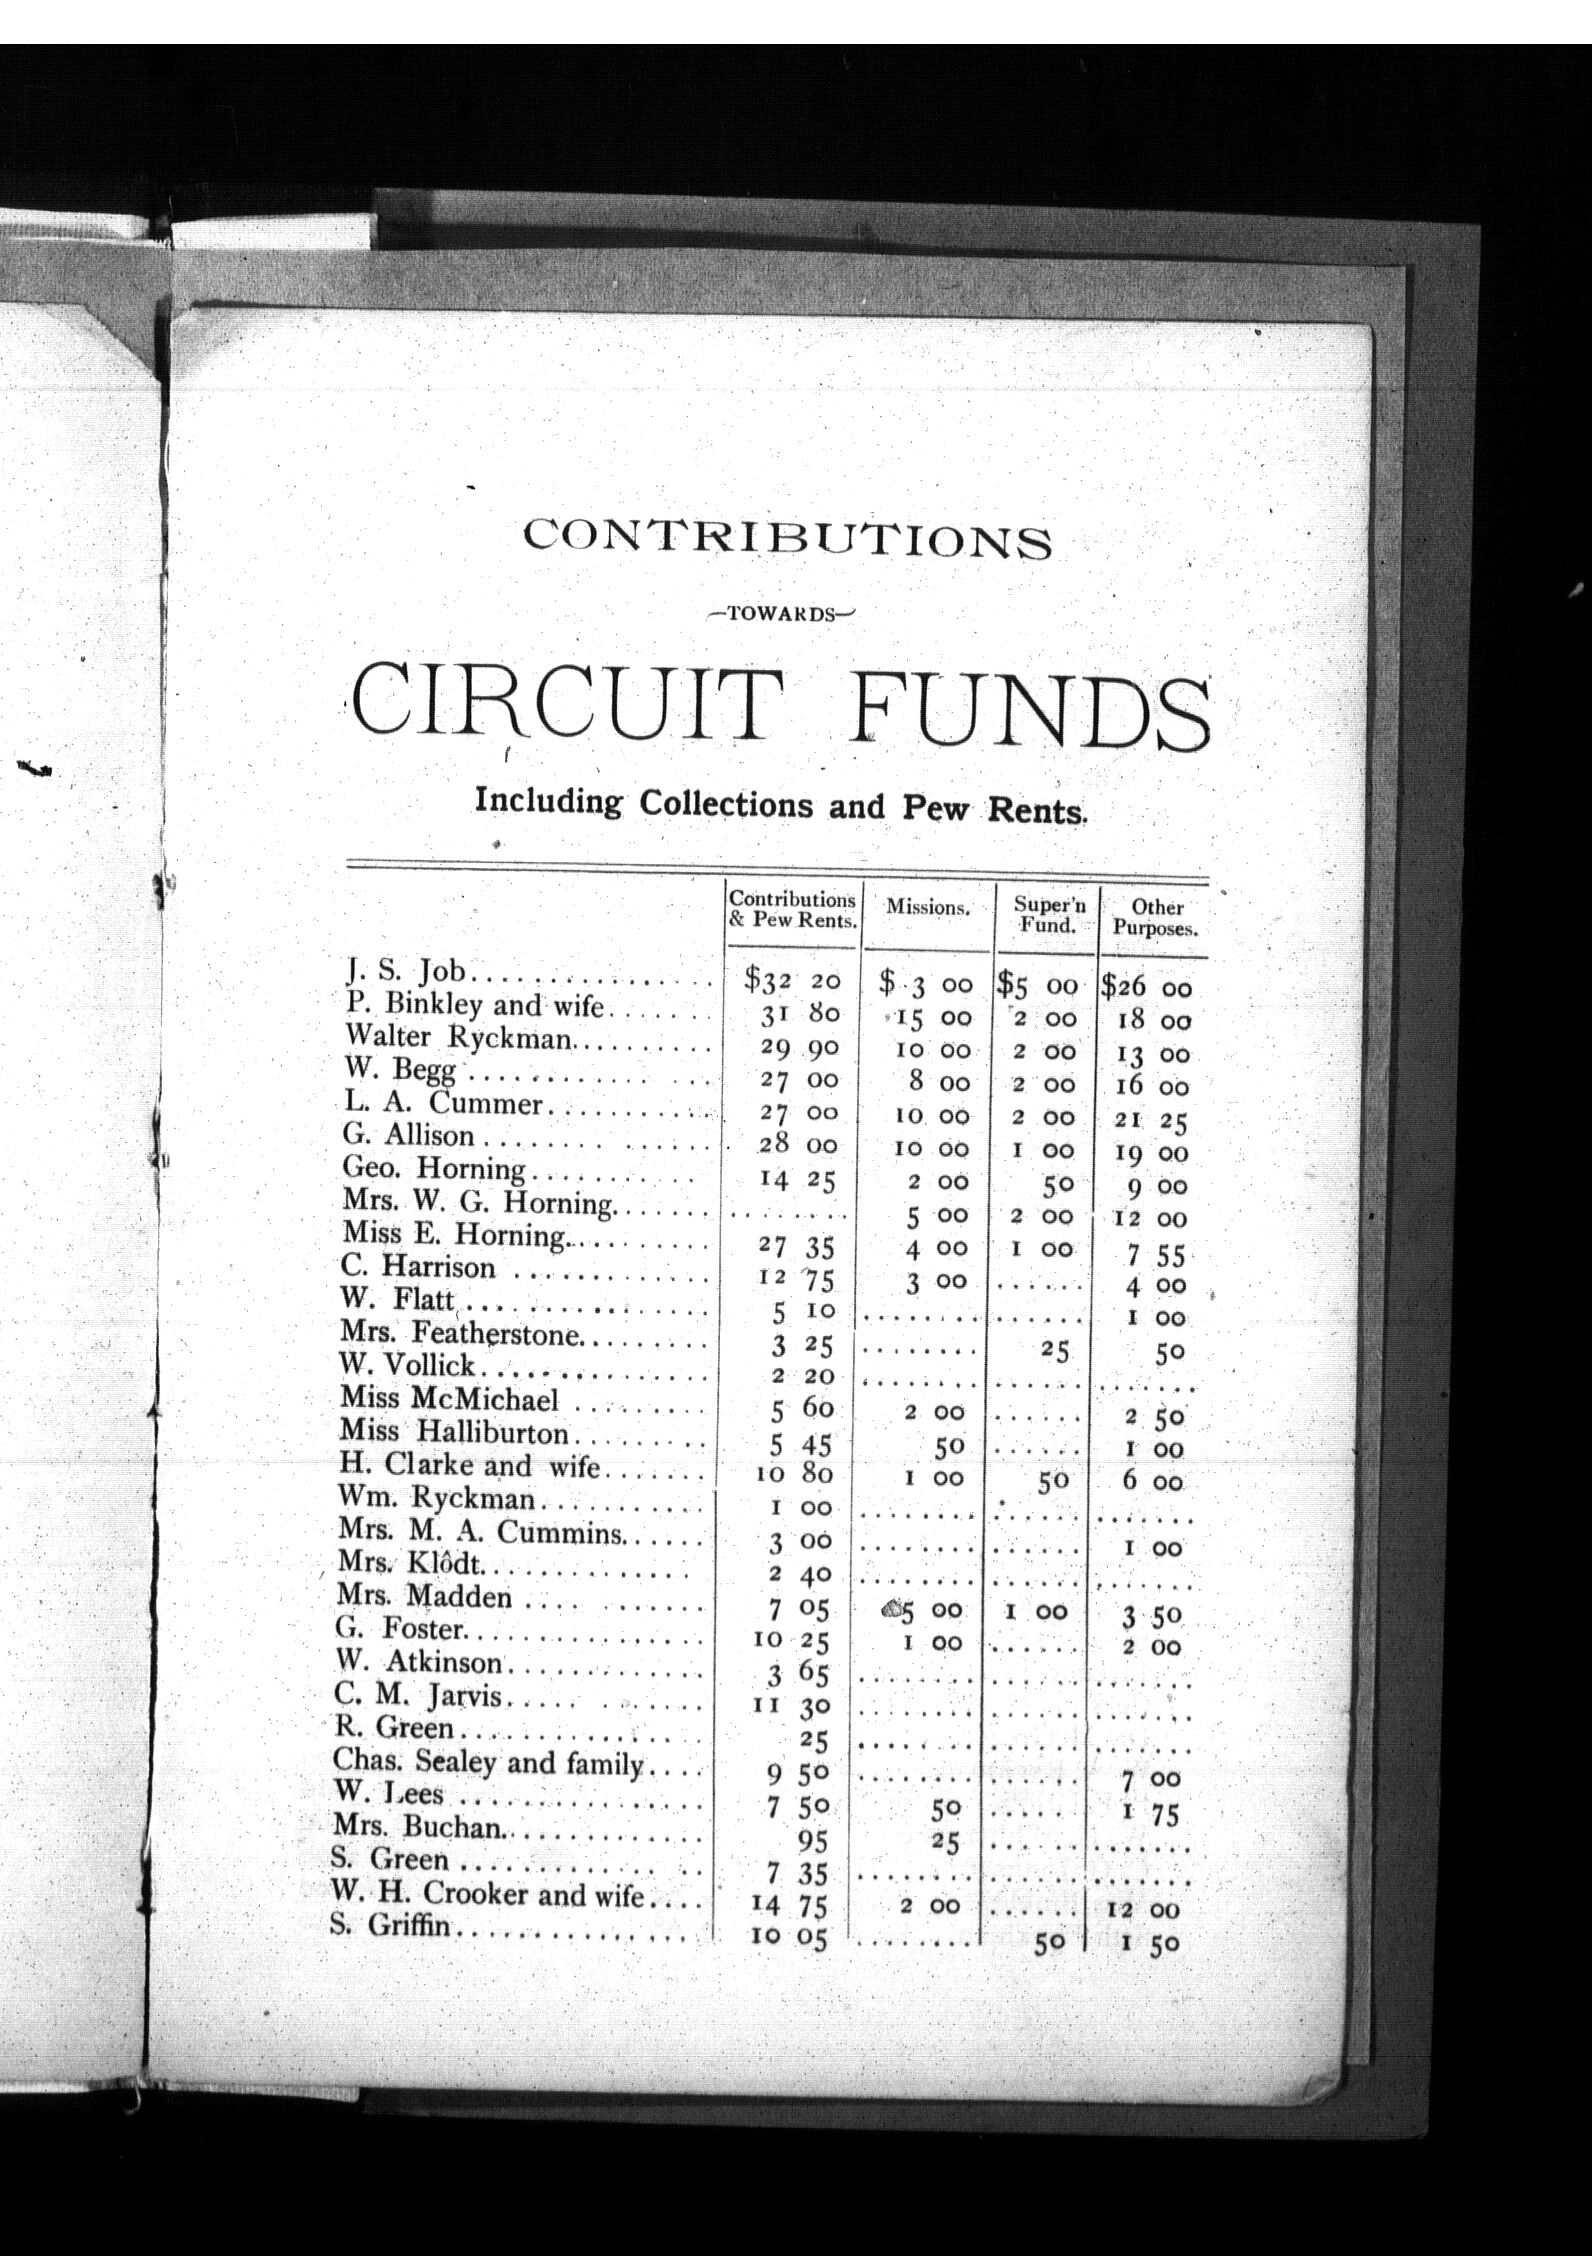 CONTRIBUTIONS
—TOWARDS—
CIRCUIT FUNDS
Including Collections and Pew Rents.
Contributions & Pew Rents. Missions. Super'n Fund. Other Purposes.
J. S. Job................ $32 20 $ 3 00 $5 00 $26 00
P. Binkley and wife....... 31 80 15 00 2 00 18 00
Walter Ryckman.......... 29 90 10 00 2 00 13 00
W. Begg ............... 27 00 8 00 2 00 16 00
L. A. Cummer........... 27 00 10 00 2 00 21 25
G. Allison ............... 28 00 10 00 1 00 19 00
Geo. Horning........... 14 25 2 00 50 9 00
Mrs. W. G. Horning....... ........ 5 00 2 00 12 00
Miss E. Horning.......... 27 35 4 00 1 00 7 55
C. Harrison ............. 12 75 3 00 ...... 4 00
W. Flatt ................ 5 10 ........ ...... 1 00
Mrs. Featherstone......... 3 25 ........ 25 50
W. Vollick............... 2 20 ........ ...... .......
Miss McMichael ......... 5 60 2 00 ...... 2 50
Miss Halliburton......... 5 45 50 ...... 1 00
H. Clarke and wife....... 10 80 1 00 50 6 00
Wm. Ryckman........... 1 00 ........ ...... .......
Mrs. M. A. Cummins...... 3 00 ........ ...... 1 00
Mrs. Klôdt.............. 2 40 ........ ...... .......
Mrs. Madden .... ....... 7 05 5 00 1 00 3 50
G. Foster................ 10 25 1 00 ...... 2 00
W. Atkinson............. 3 65 ........ ...... .......
C. M. Jarvis..... ....... 11 30 ........ ...... .......
R. Green............... 25 ........ ...... .......
Chas. Sealey and family.... 9 50 ........ ...... 7 00
W. Lees ................ 7 50 50 ...... 1 75
Mrs. Buchan............. 95 25 ...... .......
S. Green ............. .. 7 35 ........ ...... .......
W. H. Crooker and wife.... 14 75 2 00 ...... 12 00
S. Griffin............... 10 05 ........ 50 1 50